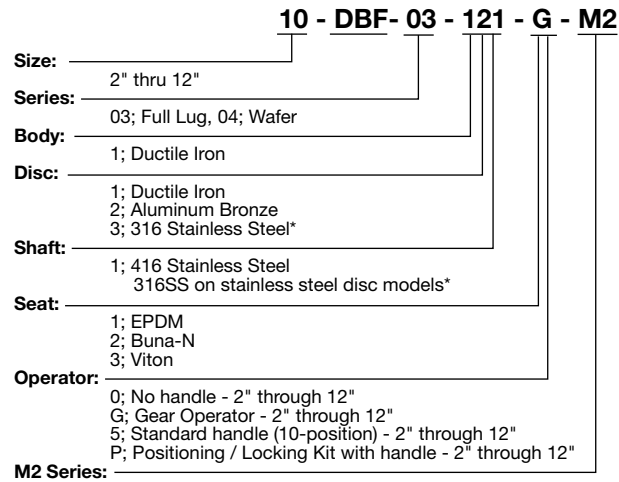 10 - DBF- 03 - 121 - G - M2
Size:
2" thru 12"
Series:
03; Full Lug, 04; Wafer
Body:
1; Ductile Iron
Disc:
1; Ductile Iron
2; Aluminum Bronze
3; 316 Stainless Steel*
Shaft:
1; 416 Stainless Steel
316SS on stainless steel disc models*
Seat:
1; EPDM
2; Buna-N
3; Viton
Operator:
0; No handle - 2" through 12"
G; Gear Operator - 2" through 12"
5; Standard handle (10-position) - 2" through 12"
P; Positioning / Locking Kit with handle - 2" through 12"
M2 Series: